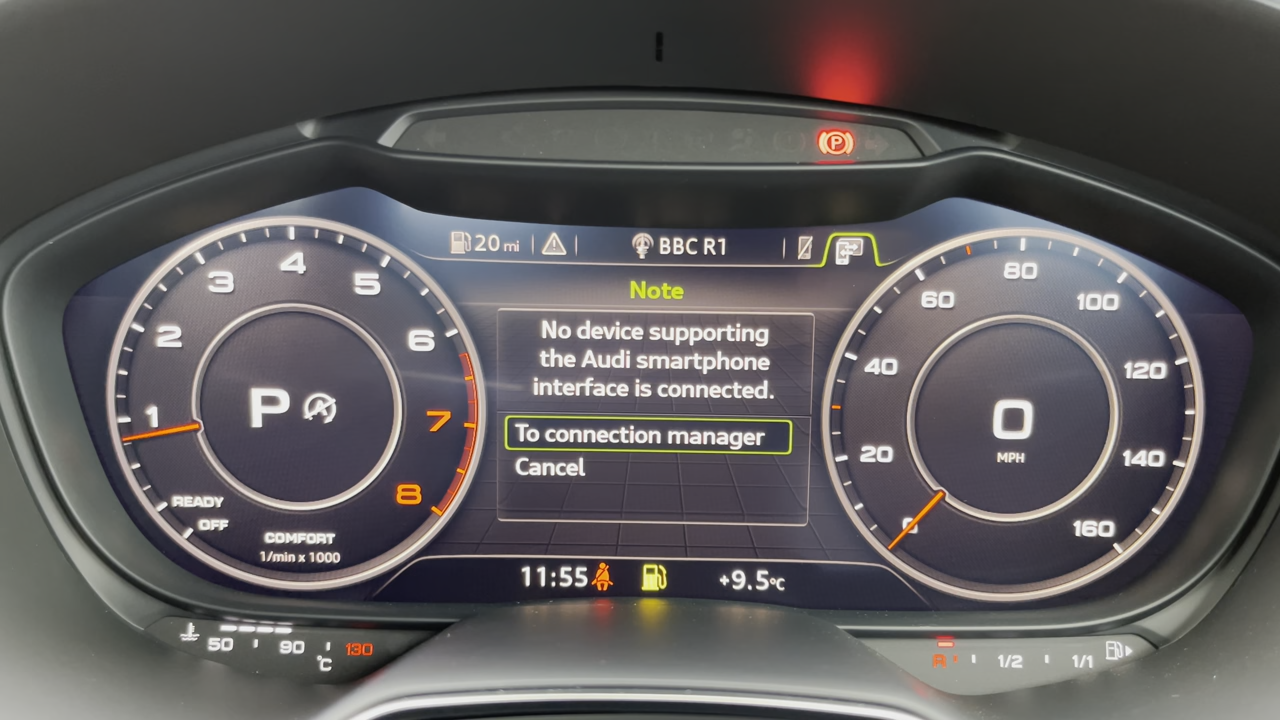 P
20 mi
BBC R1
Note
No device supporting
the Audi smartphone
interface is connected.
To connection manager
Cancel
1
2
3
4
5
6
7
8
P
READY
OFF
COMFORT
1/min x 1000
0
20
40
60
80
100
120
140
160
0
MPH
11:55
+9.5°C
50
90
130
°C
R
1/2
1/1